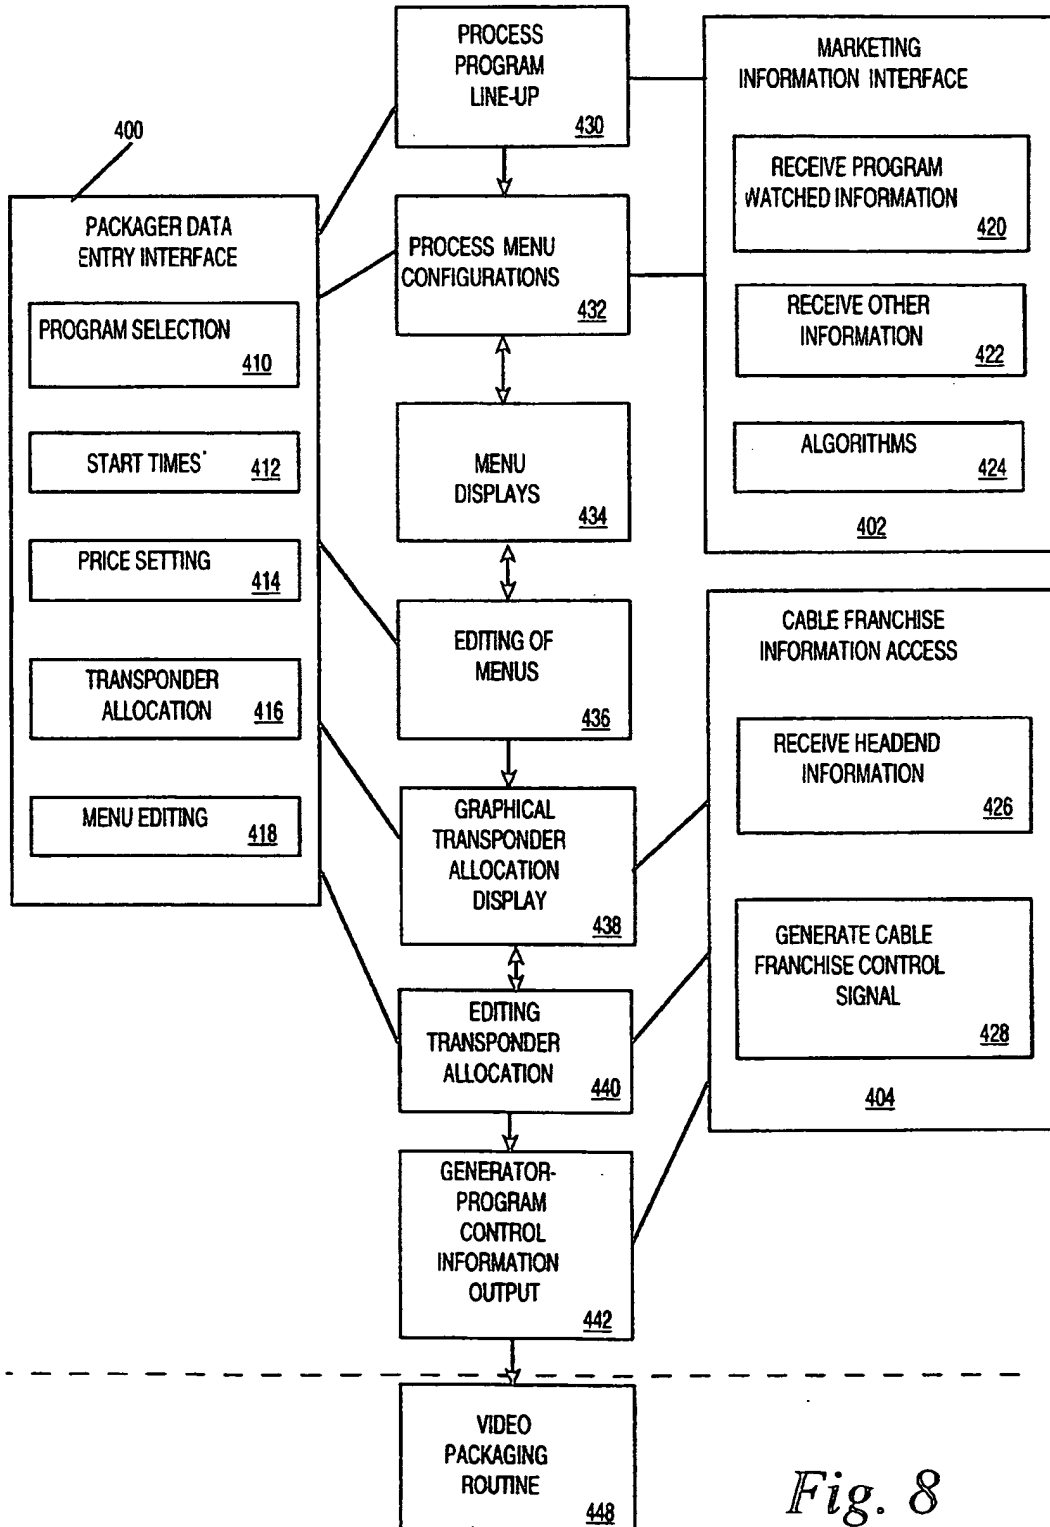 400
PACKAGER DATA
ENTRY INTERFACE
PROGRAM SELECTION
410
START TIMES
412
PRICE SETTING
414
TRANSPONDER
ALLOCATION
416
MENU EDITING
418
PROCESS
PROGRAM
LINE-UP
430
PROCESS MENU
CONFIGURATIONS
432
MENU
DISPLAYS
434
EDITING OF
MENUS
436
GRAPHICAL
TRANSPONDER
ALLOCATION
DISPLAY
438
EDITING
TRANSPONDER
ALLOCATION
440
GENERATOR-
PROGRAM
CONTROL
INFORMATION
OUTPUT
442
VIDEO
PACKAGING
ROUTINE
448
MARKETING
INFORMATION INTERFACE
RECEIVE PROGRAM
WATCHED INFORMATION
420
RECEIVE OTHER
INFORMATION
422
ALGORITHMS
424
402
CABLE FRANCHISE
INFORMATION ACCESS
RECEIVE HEADEND
INFORMATION
426
GENERATE CABLE
FRANCHISE CONTROL
SIGNAL
428
404
Fig. 8